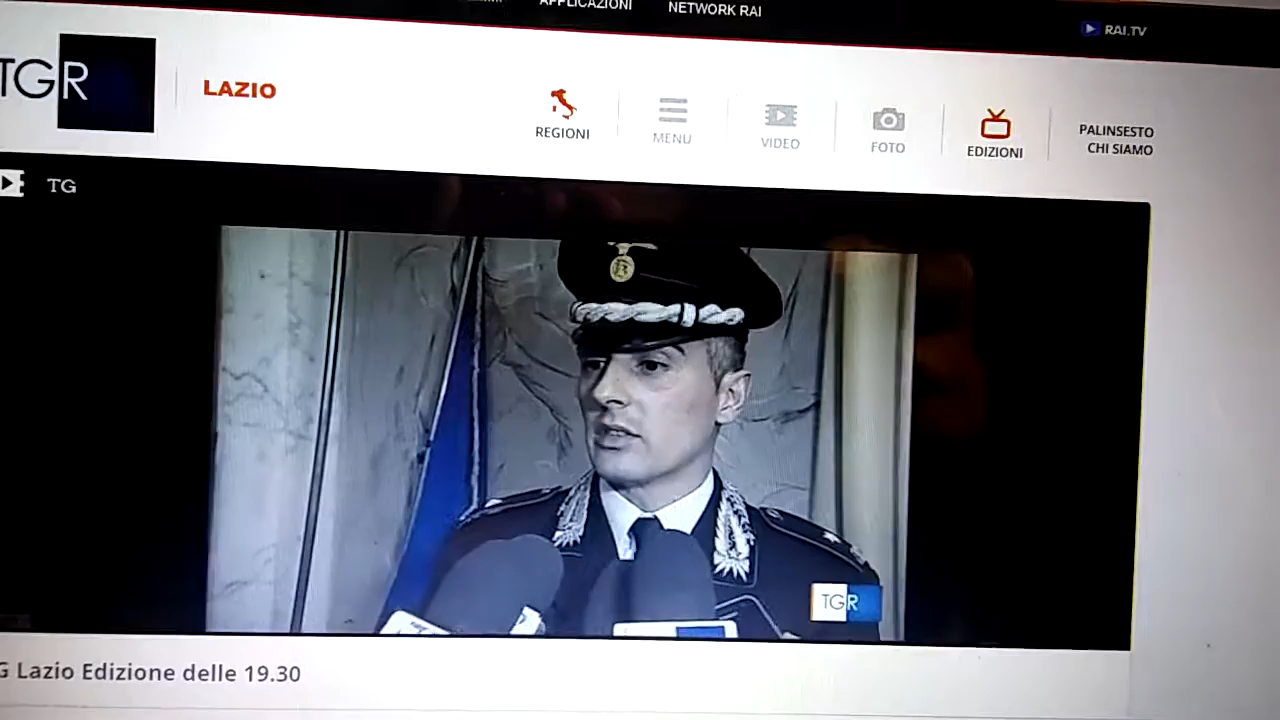 APPLICAZIONI
NETWORK RAI
RAI.TV
TGR
LAZIO
REGIONI
MENU
VIDEO
FOTO
EDIZIONI
PALINSESTO
CHI SIAMO
TG
TGR
G Lazio Edizione delle 19.30